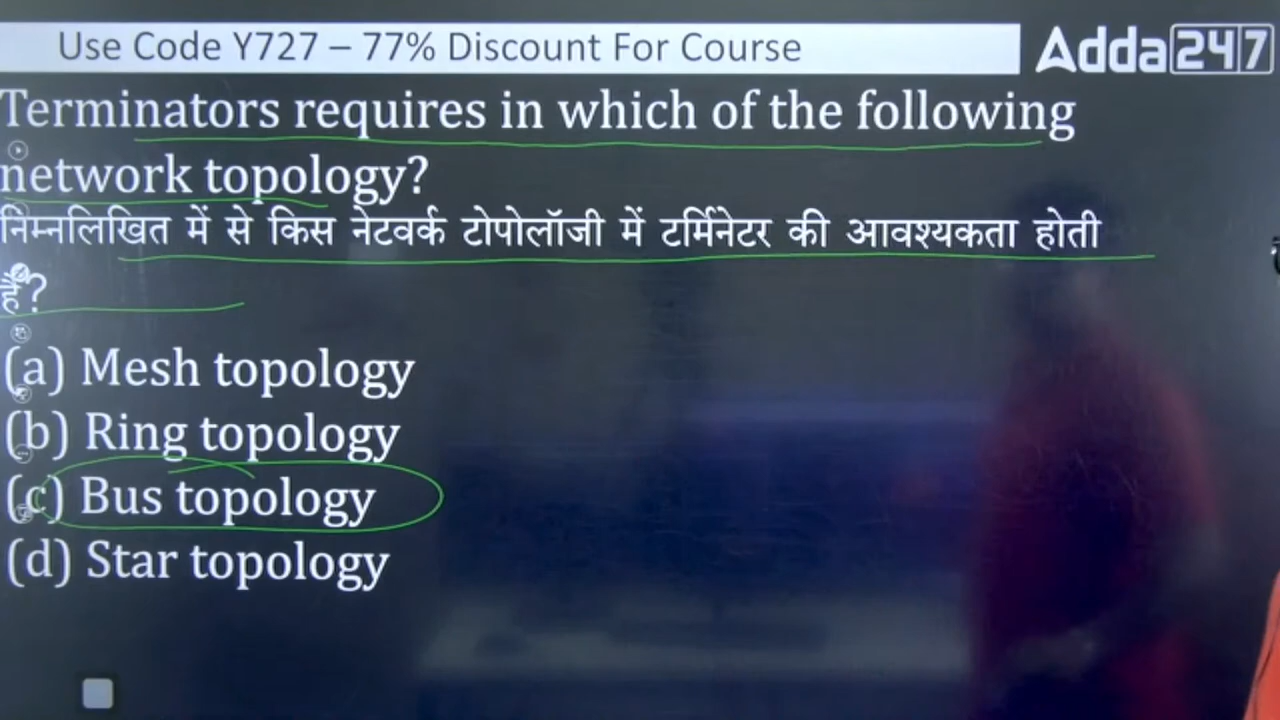 Use Code Y727 – 77% Discount For Course
Adda247
Terminators requires in which of the following
network topology?
निम्नलिखित में से किस नेटवर्क टोपोलॉजी में टर्मिनेटर की आवश्यकता होती
है?
(a) Mesh topology
(b) Ring topology
(c) Bus topology
(d) Star topology